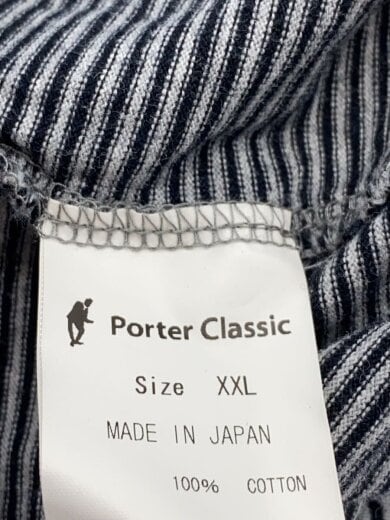 Porter Classic
Size XXL
MADE IN JAPAN
100% COTTON